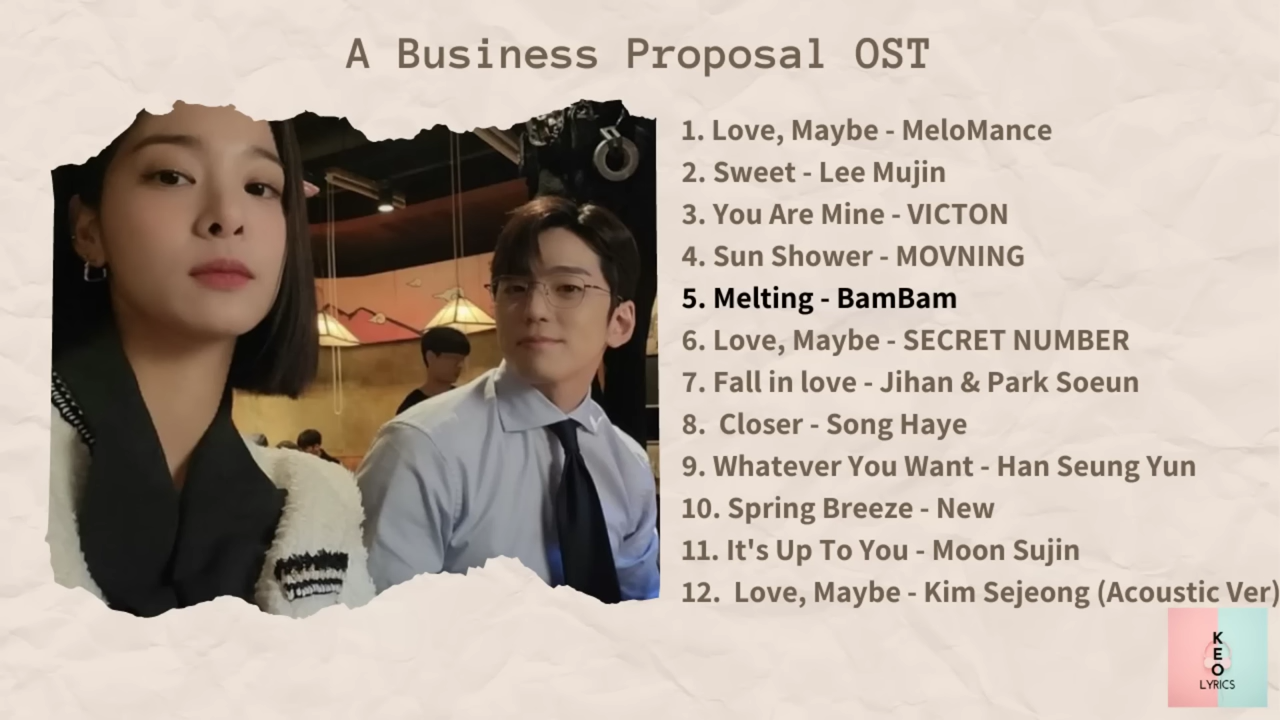 A Business Proposal OST
1. Love, Maybe - MeloMance
2. Sweet - Lee Mujin
3. You Are Mine - VICTON
4. Sun Shower - MOVNING
5. Melting - BamBam
6. Love, Maybe - SECRET NUMBER
7. Fall in love - Jihan & Park Soeun
8. Closer - Song Haye
9. Whatever You Want - Han Seung Yun
10. Spring Breeze - New
11. It's Up To You - Moon Sujin
12. Love, Maybe - Kim Sejeong (Acoustic Ver)
KEO
LYRICS